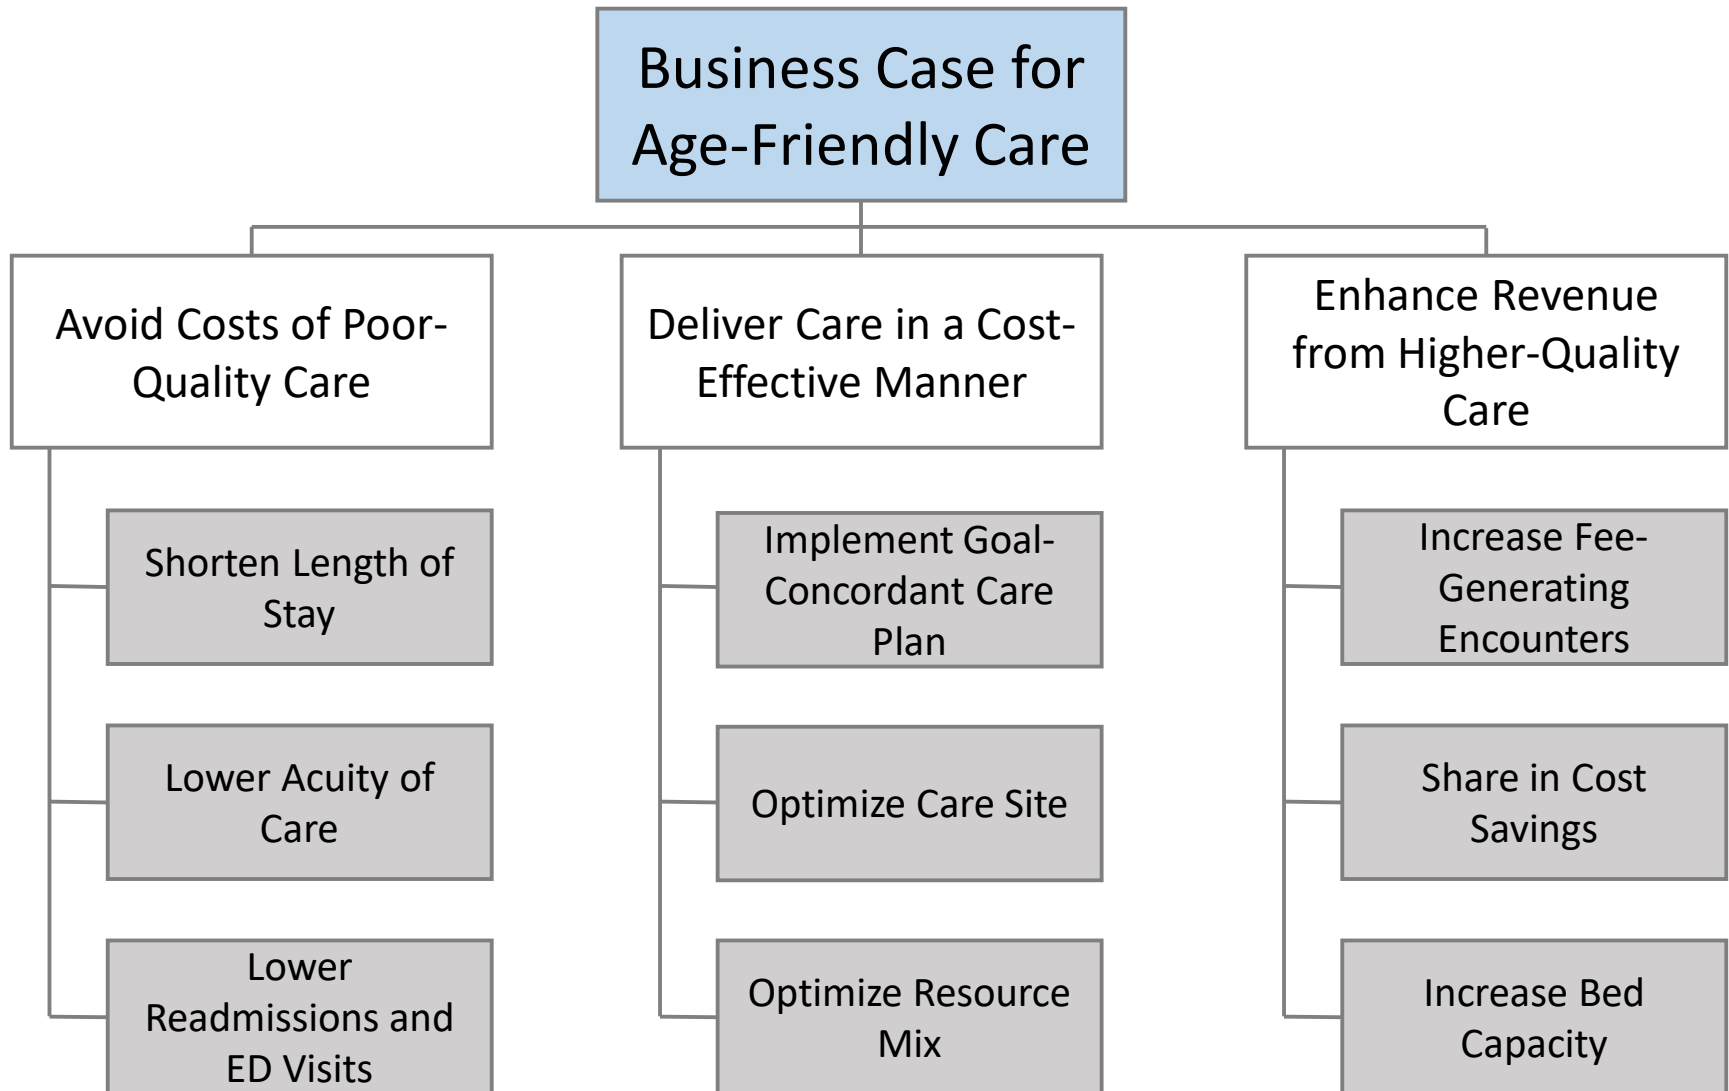 Business Case for
Age-Friendly Care
Avoid Costs of Poor-
Quality Care
Deliver Care in a Cost-
Effective Manner
Enhance Revenue
from Higher-Quality
Care
Shorten Length of
Stay
Lower Acuity of
Care
Lower
Readmissions and
ED Visits
Implement Goal-
Concordant Care
Plan
Optimize Care Site
Optimize Resource
Mix
Increase Fee-
Generating
Encounters
Share in Cost
Savings
Increase Bed
Capacity